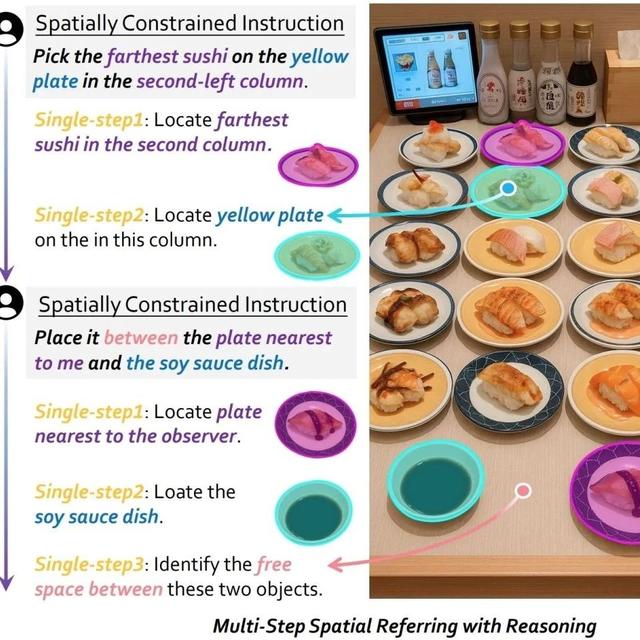 Spatially Constrained Instruction
Pick the farthest sushi on the yellow
plate in the second-left column.
Single-step1: Locate farthest
sushi in the second column.
Single-step2: Locate yellow plate
on the in this column.
Spatially Constrained Instruction
Place it between the plate nearest
to me and the soy sauce dish.
Single-step1: Locate plate
nearest to the observer.
Single-step2: Loate the
soy sauce dish.
Single-step3: Identify the free
space between these two objects.
Multi-Step Spatial Referring with Reasoning